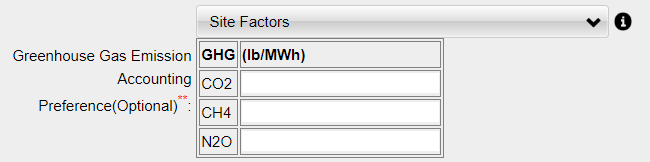 Site Factors
Greenhouse Gas Emission
Accounting
Preference(Optional)**:
GHG (lb/MWh)
CO2
CH4
N2O